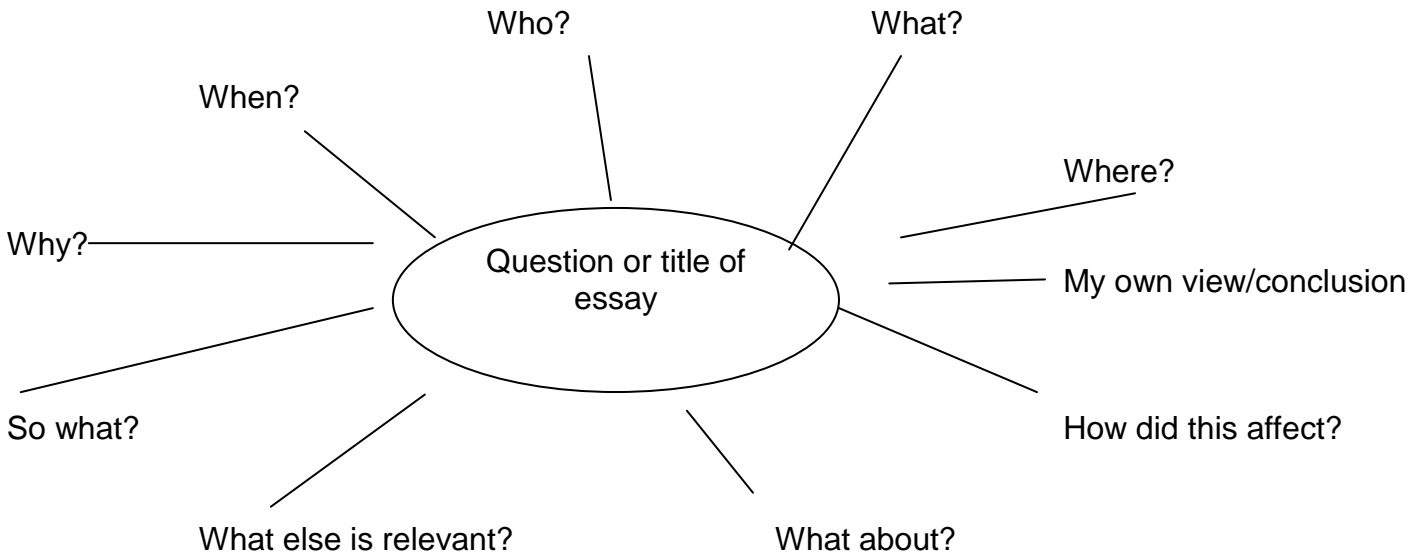 Who?
What?
When?
Where?
Why?
Question or title of
essay
My own view/conclusion
So what?
How did this affect?
What else is relevant?
What about?